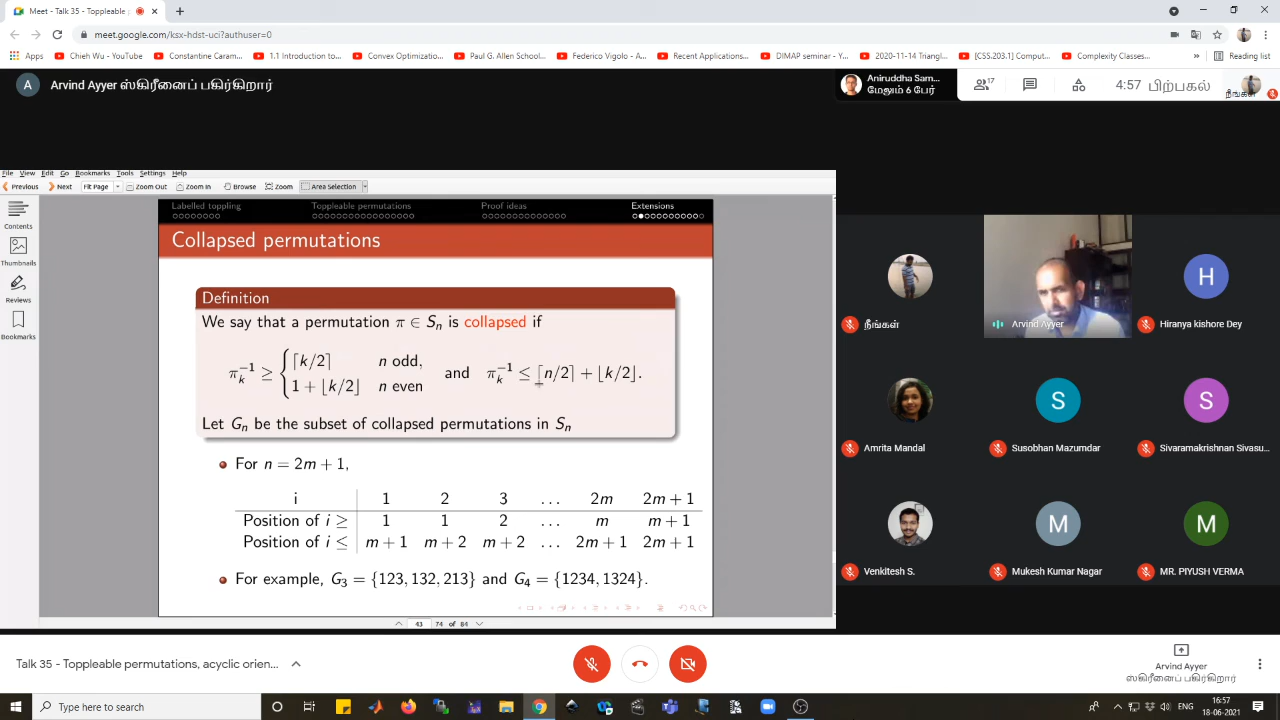 Meet - Talk 35 - Toppleable
meet.google.com/ksx-hdst-uci?authuser=0
Apps Chieh Wu - YouTube Constantine Caram... 1.1 Introduction to... Convex Optimizatio... Paul G. Allen School... Federico Vigolo - A... Recent Applications... DIMAP seminar - Y... 2020-11-14 Triangl... [CSS.203.1] Comput... Complexity Classes... » Reading list
A Arvind Ayyer ஸ்கிரீனைப் பகிர்கிறார்
Aniruddha Sam...
மேலும் 6 பேர்
17
4:57 பிற்பகல்
நீங்கள்
File View Edit Go Bookmarks Tools Settings Help
Previous Next Fit Page Zoom Out Zoom In Browse Zoom Area Selection
Contents
Thumbnails
Reviews
Bookmarks
Labelled toppling Toppleable permutations Proof ideas Extensions
Collapsed permutations
Definition
We say that a permutation π ∈ Sₙ is collapsed if
π_k^{-1} ≥ { ⌈k/2⌉ n odd,
1 + ⌊k/2⌋ n even
and π_k^{-1} ≤ ⌈n/2⌉ + ⌊k/2⌋.
Let Gₙ be the subset of collapsed permutations in Sₙ
For n = 2m + 1,
i 1 2 3 ... 2m 2m + 1
Position of i ≥ 1 1 2 ... m m + 1
Position of i ≤ m + 1 m + 2 m + 2 ... 2m + 1 2m + 1
For example, G₃ = {123, 132, 213} and G₄ = {1234, 1324}.
43 74 of 84
நீங்கள்
Arvind Ayyer
H
Hiranya kishore Dey
Amrita Mandal
S
Susobhan Mazumdar
S
Sivaramakrishnan Sivasu...
Venkitesh S.
M
Mukesh Kumar Nagar
M
MR. PIYUSH VERMA
Talk 35 - Toppleable permutations, acyclic orien...
Arvind Ayyer
ஸ்கிரீனைப் பகிர்கிறார்
Type here to search
ENG
16:57
18-06-2021